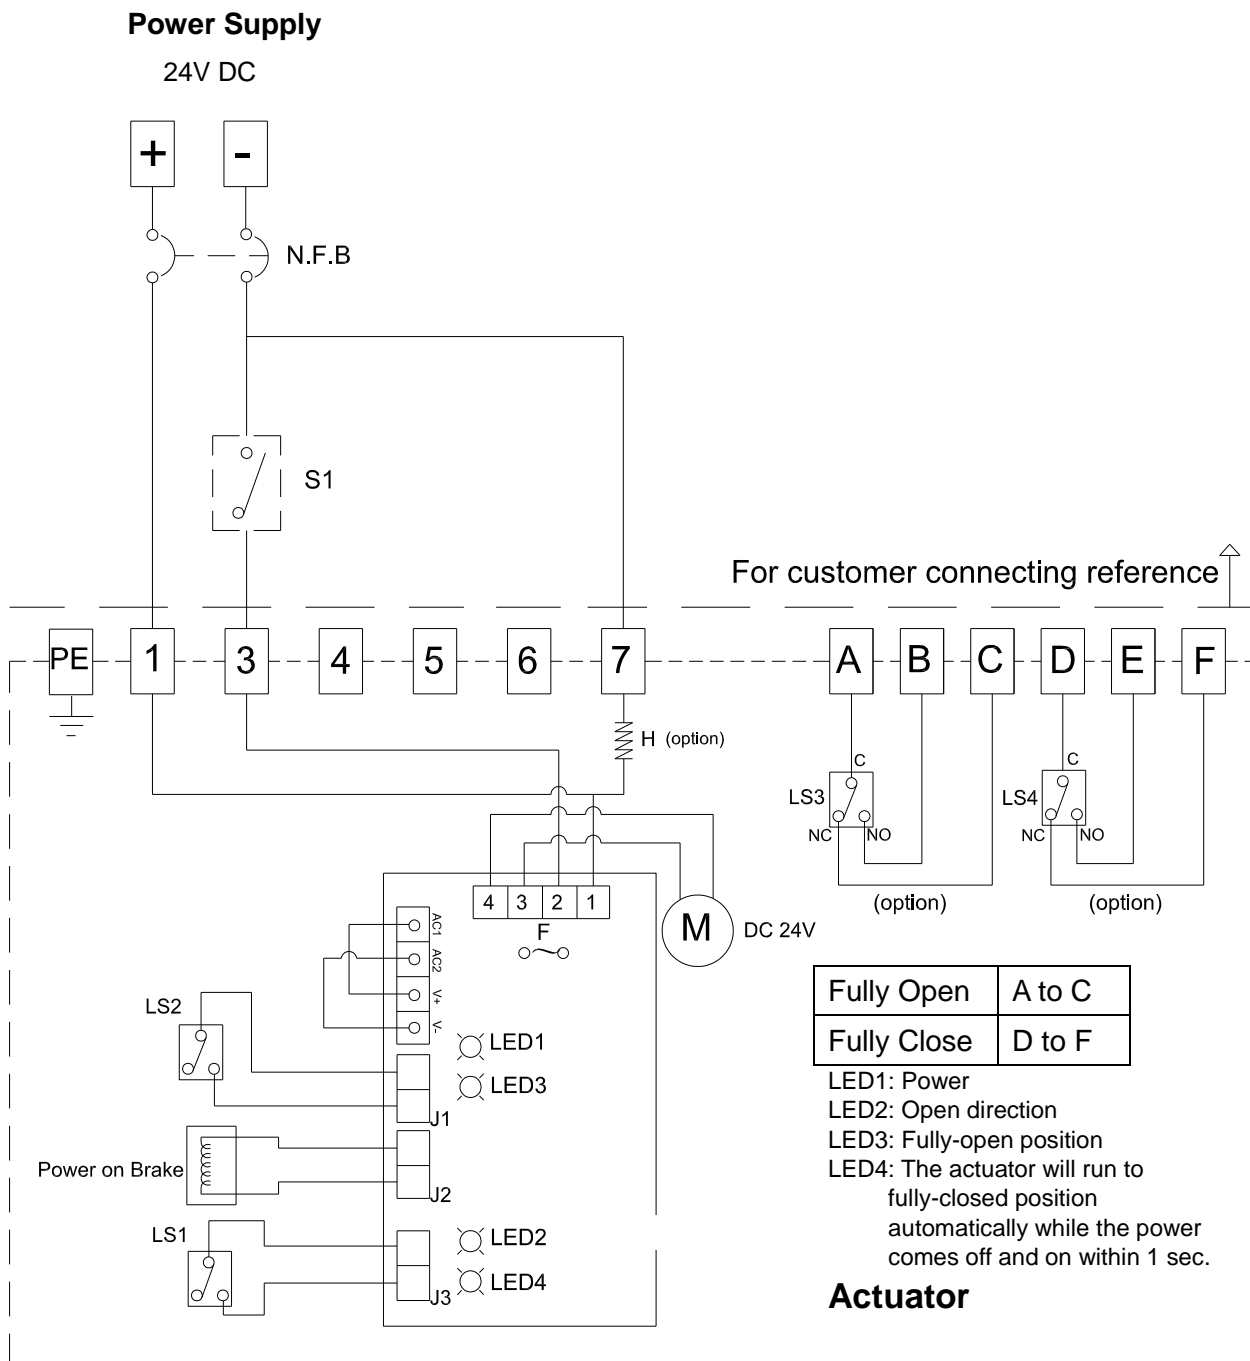 Power Supply
24V DC
+ -
N.F.B
S1
For customer connecting reference
PE 1 3 4 5 6 7 A B C D E F
H (option)
C C
LS3 LS4
NC NO NC NO
(option) (option)
4 3 2 1
F
M DC 24V
AC1
AC2
V+
V-
LS2
LED1
LED3
J1
Power on Brake
J2
LS1
LED2
LED4
J3
Fully Open A to C
Fully Close D to F
LED1: Power
LED2: Open direction
LED3: Fully-open position
LED4: The actuator will run to
fully-closed position
automatically while the power
comes off and on within 1 sec.
Actuator